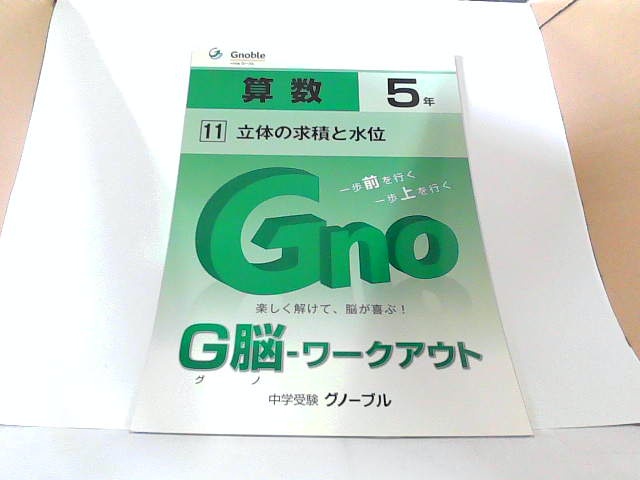 Gnoble
算数
5年
11 立体の求積と水位
一歩前を行く
一歩上を行く
Gno
楽しく解けて、脳が喜ぶ!
G脳-ワークアウト
グ ノ
中学受験 グノーブル